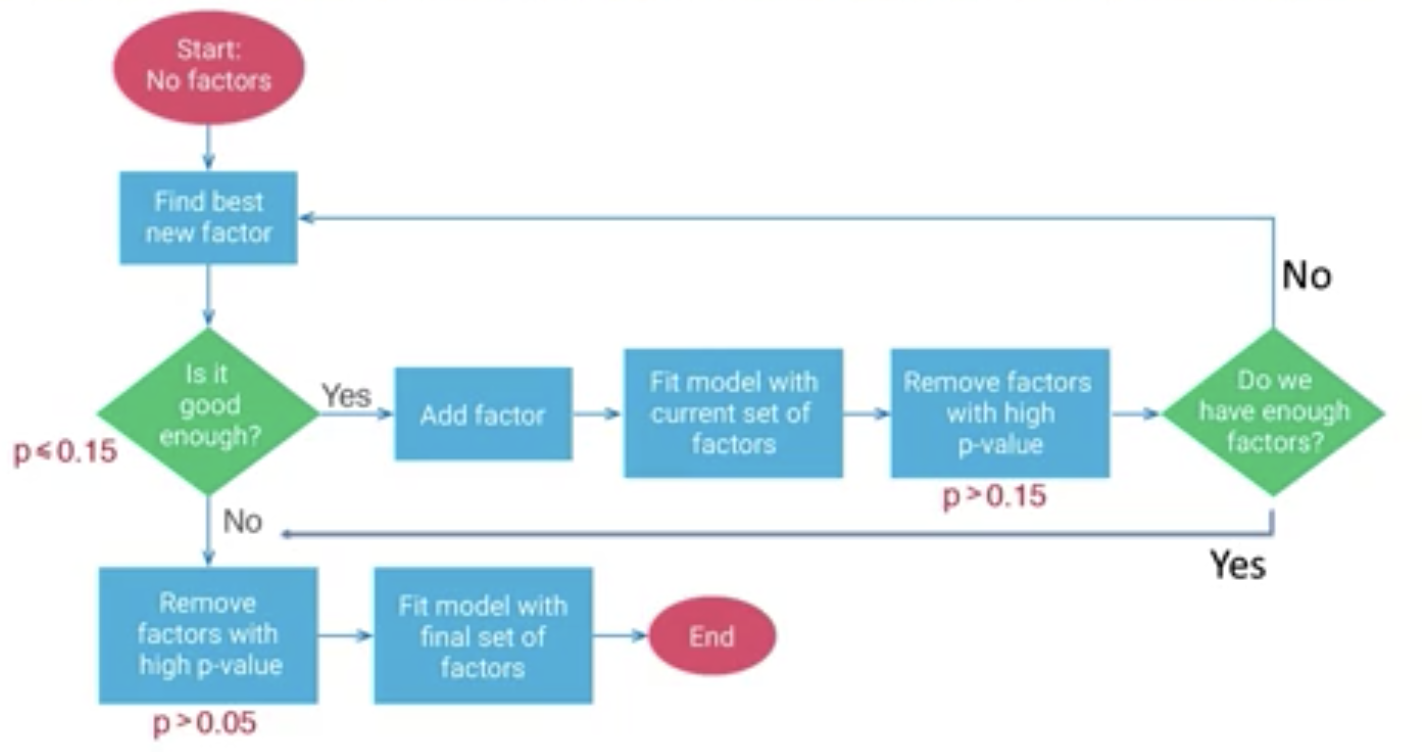 Start:
No factors
Find best
new factor
No
Is it
good
enough?
p≤0.15
Yes
Add factor
Fit model with
current set of
factors
Remove factors
with high
p-value
p>0.15
Do we
have enough
factors?
No
Yes
Remove
factors with
high p-value
p>0.05
Fit model with
final set of
factors
End